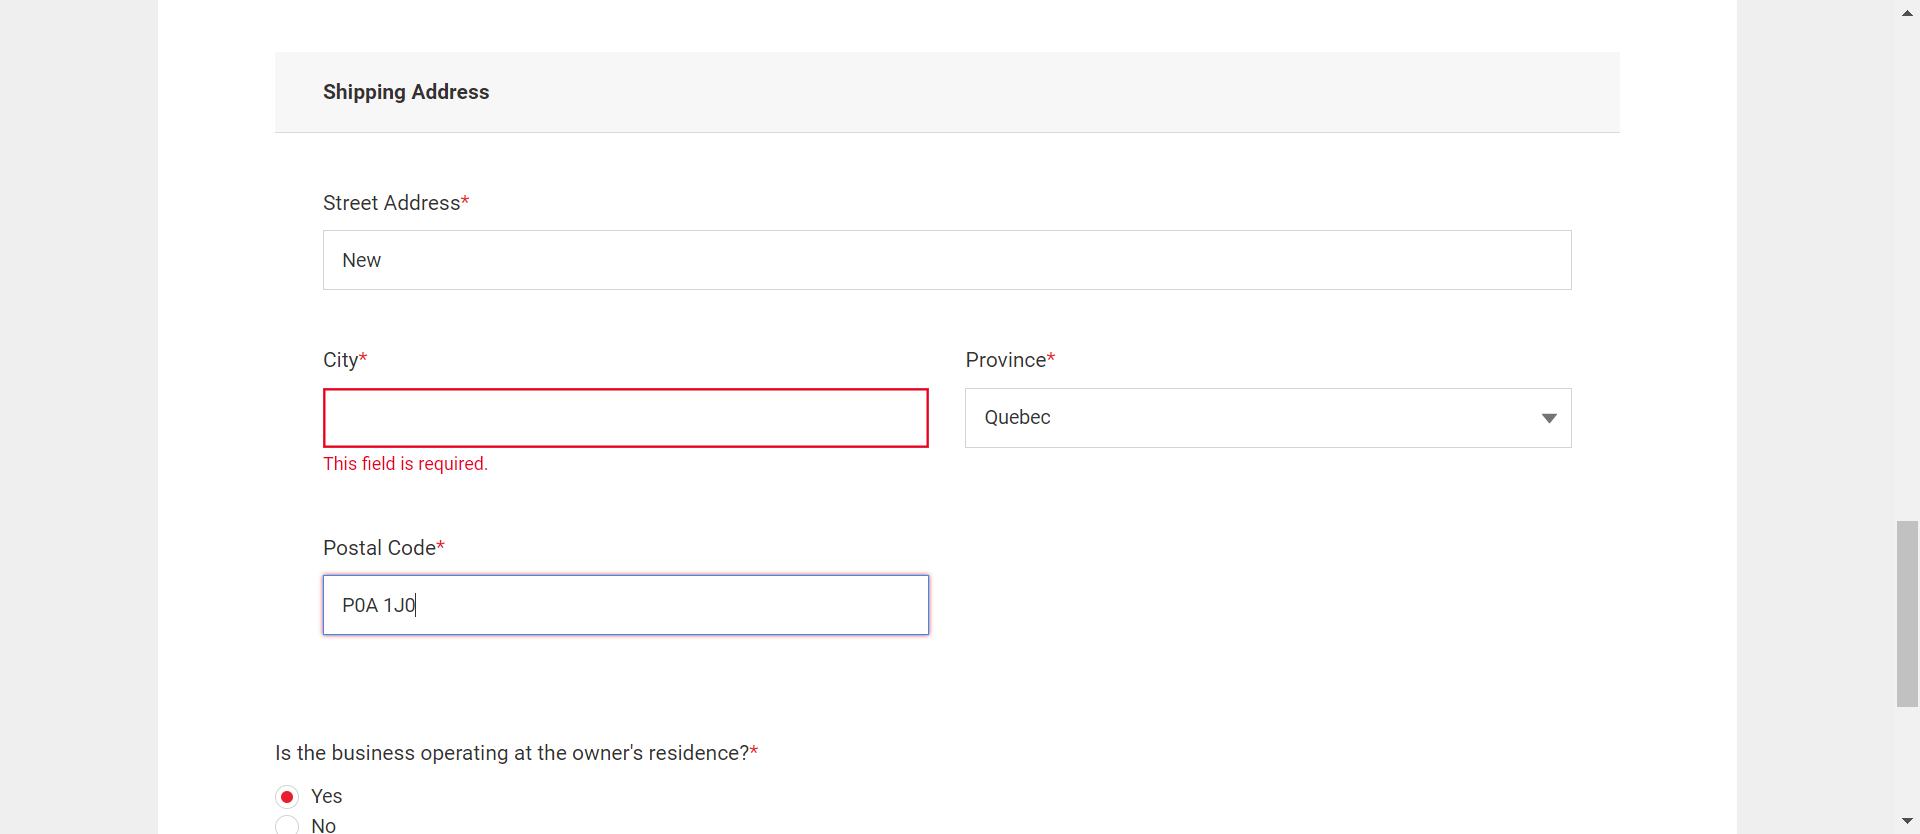 Shipping Address
Street Address*
New
City*
Province*
Quebec
This field is required.
Postal Code*
P0A 1J0
Is the business operating at the owner's residence?*
Yes
No